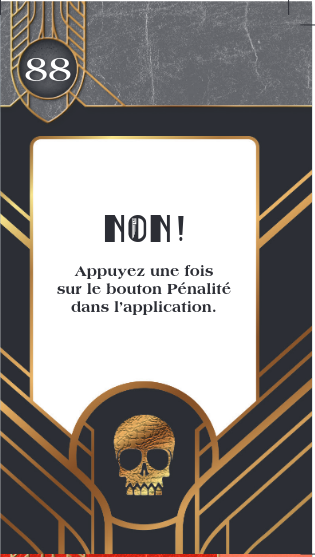 88
NON!
Appuyez une fois
sur le bouton Pénalité
dans l'application.